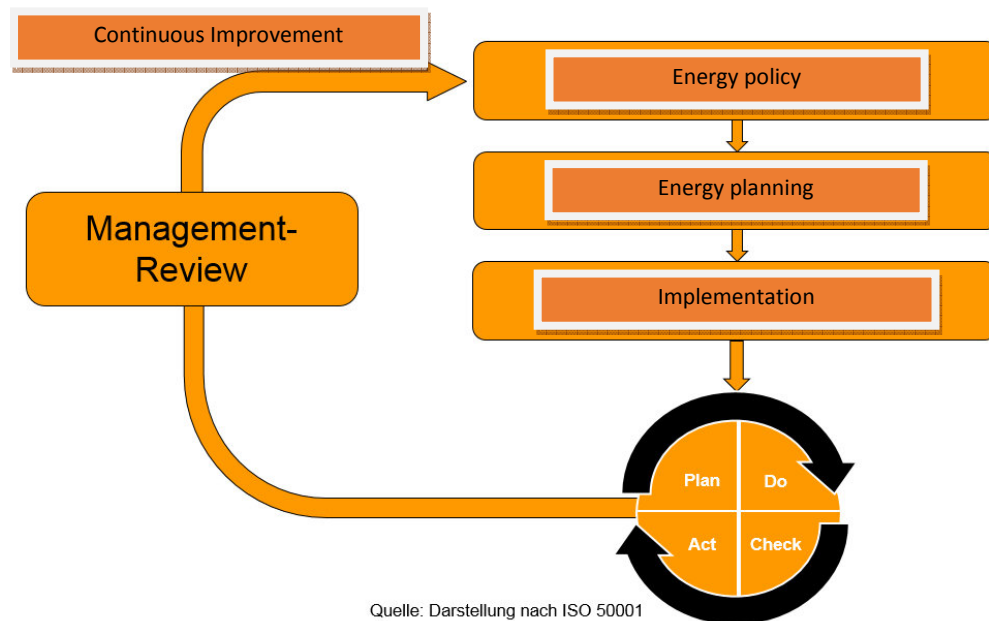 Continuous Improvement
Energy policy
Energy planning
Management-
Review
Implementation
Plan
Do
Act
Check
Quelle: Darstellung nach ISO 50001